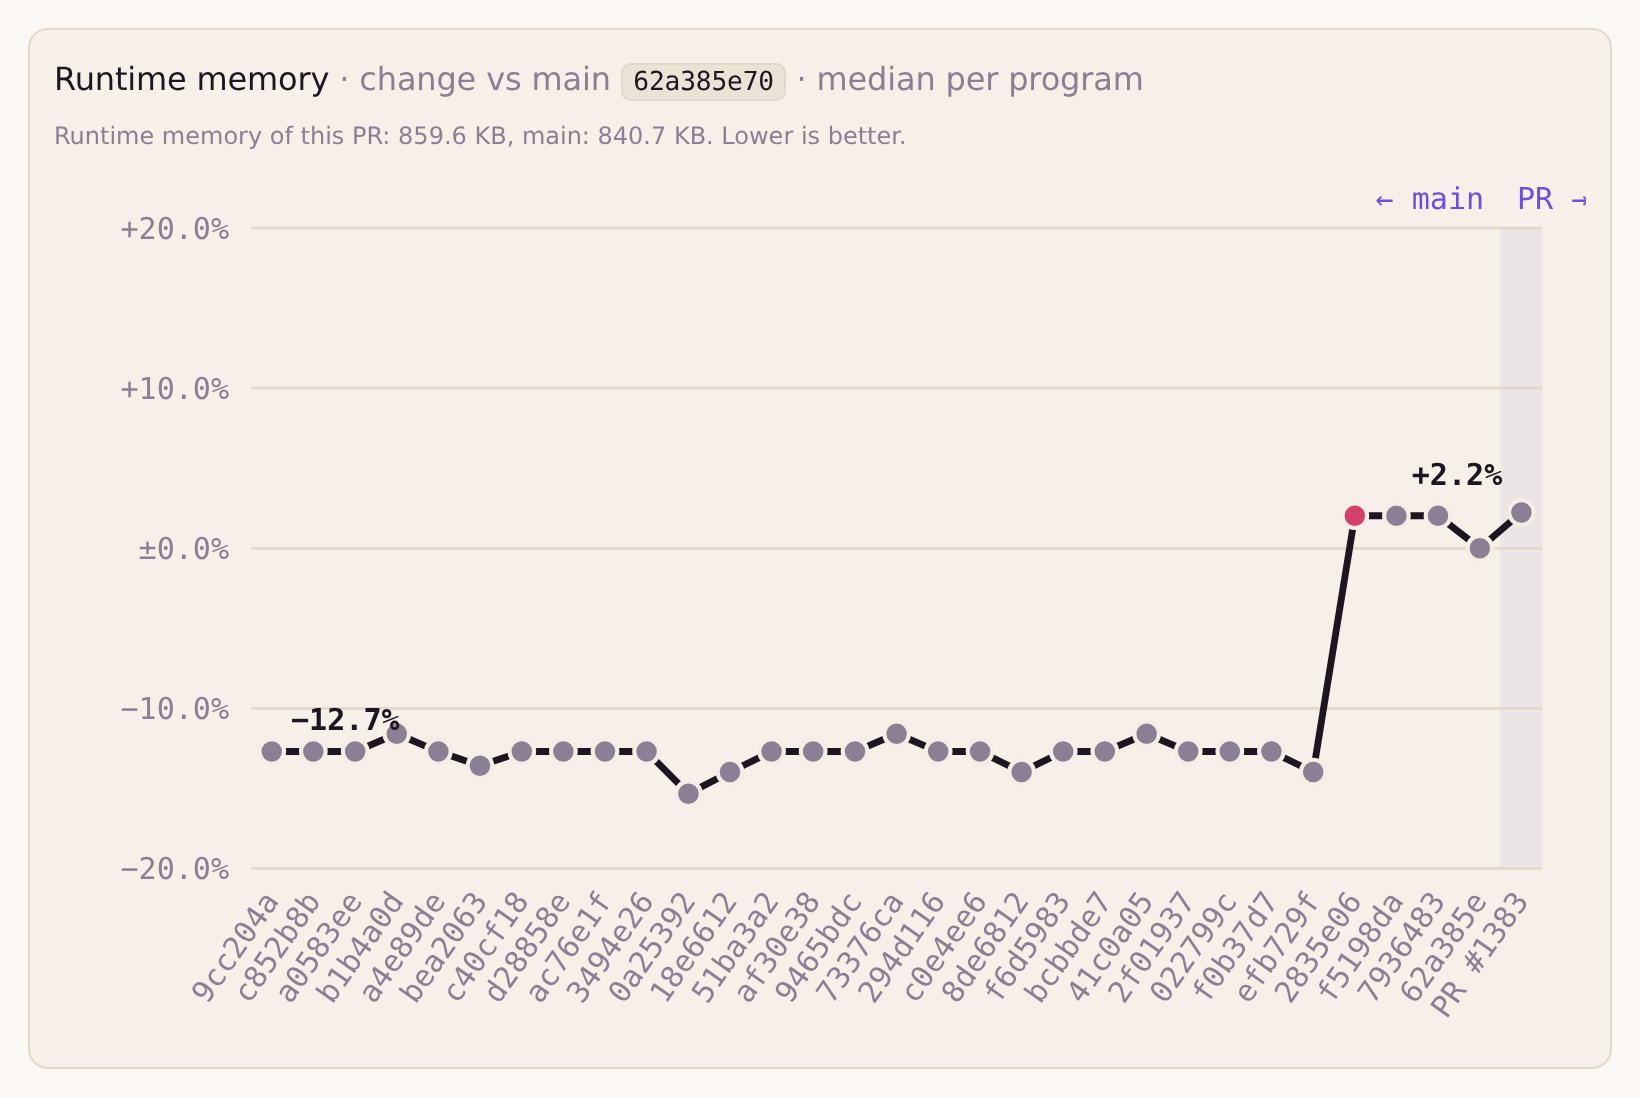 Runtime memory · change vs main 62a385e70 · median per program
Runtime memory of this PR: 859.6 KB, main: 840.7 KB. Lower is better.
← main PR →
+20.0%
+10.0%
+2.2%
±0.0%
−10.0%
−12.7%
−20.0%
9cc204a
c852b8b
a0583ee
b1b4a0d
a4e89de
bea2063
c40cf18
d28858e
ac76e1f
3494e26
0a25392
18e6612
51ba3a2
af30e38
9465bdc
73376ca
294d116
c0e4ee6
8de6812
f6d5983
bcbbde7
41c0a05
2f01937
022799c
f0b37d7
efb729f
2835e06
f5198da
7936483
62a385e
PR #1383